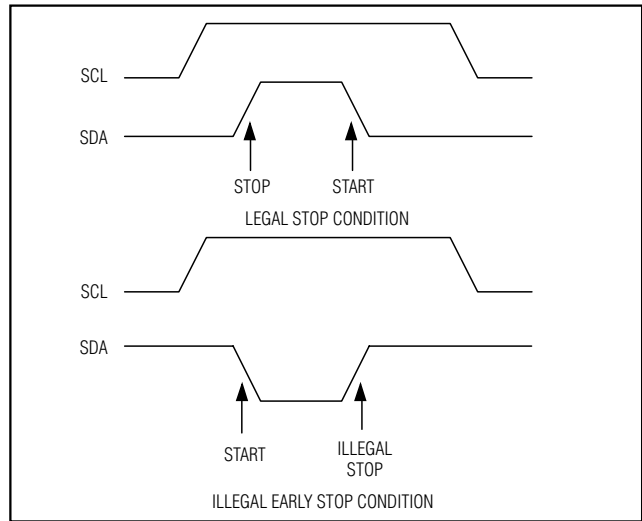 SCL
SDA
STOP START
LEGAL STOP CONDITION
SCL
SDA
START
ILLEGAL
STOP
ILLEGAL EARLY STOP CONDITION